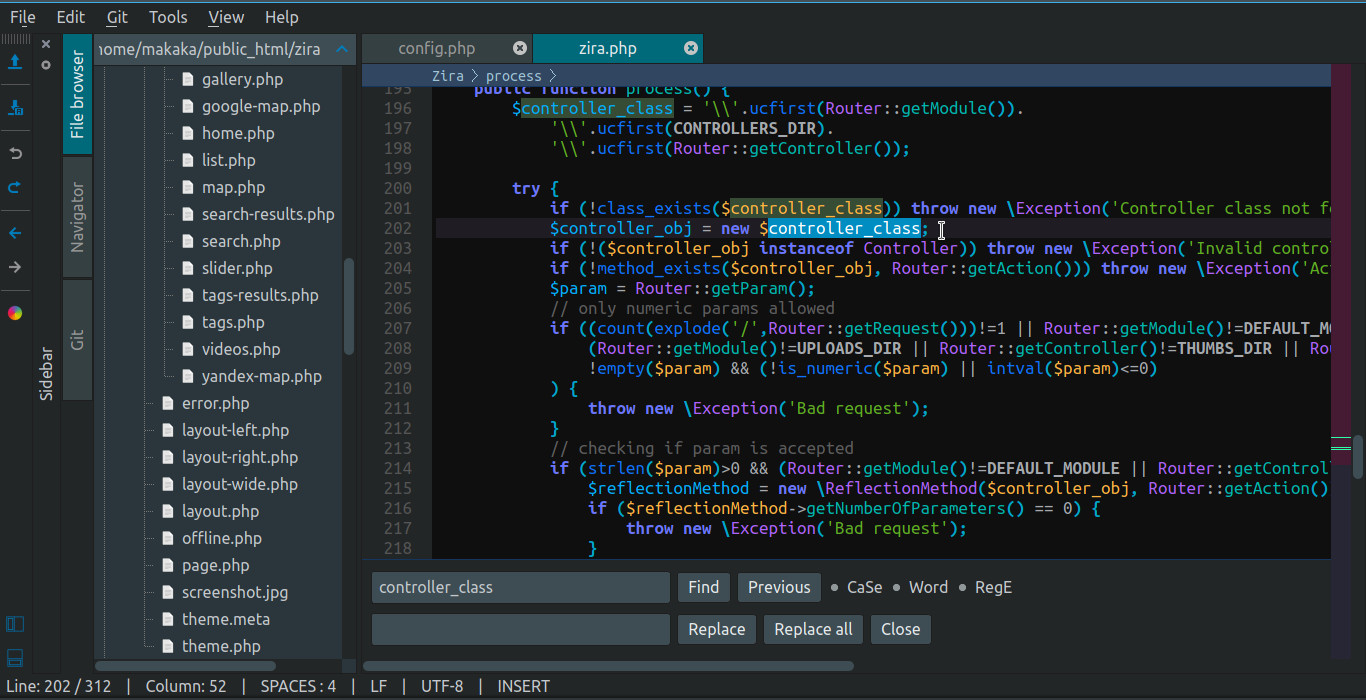 File Edit Git Tools View Help
File browser
Navigator
Git
Sidebar
home/makaka/public_html/zira
gallery.php
google-map.php
home.php
list.php
map.php
search-results.php
search.php
slider.php
tags-results.php
tags.php
videos.php
yandex-map.php
error.php
layout-left.php
layout-right.php
layout-wide.php
layout.php
offline.php
page.php
screenshot.jpg
theme.meta
theme.php
config.php
zira.php
Zira > process >
195 public function process() {
196 $controller_class = '\\'.ucfirst(Router::getModule()).
197 '\\'.ucfirst(CONTROLLERS_DIR).
198 '\\'.ucfirst(Router::getController());
199
200 try {
201 if (!class_exists($controller_class)) throw new \Exception('Controller class not f
202 $controller_obj = new $controller_class;
203 if (!($controller_obj instanceof Controller)) throw new \Exception('Invalid contro
204 if (!method_exists($controller_obj, Router::getAction())) throw new \Exception('Ac
205 $param = Router::getParam();
206 // only numeric params allowed
207 if ((count(explode('/',Router::getRequest()))!=1 || Router::getModule()!=DEFAULT_M
208 (Router::getModule()!=UPLOADS_DIR || Router::getController()!=THUMBS_DIR || Ro
209 !empty($param) && (!is_numeric($param) || intval($param)<=0)
210 ) {
211 throw new \Exception('Bad request');
212 }
213 // checking if param is accepted
214 if (strlen($param)>0 && (Router::getModule()!=DEFAULT_MODULE || Router::getControl
215 $reflectionMethod = new \ReflectionMethod($controller_obj, Router::getAction()
216 if ($reflectionMethod->getNumberOfParameters() == 0) {
217 throw new \Exception('Bad request');
218 }
controller_class Find Previous CaSe Word RegE
Replace Replace all Close
Line: 202 / 312 | Column: 52 | SPACES : 4 | LF | UTF-8 | INSERT